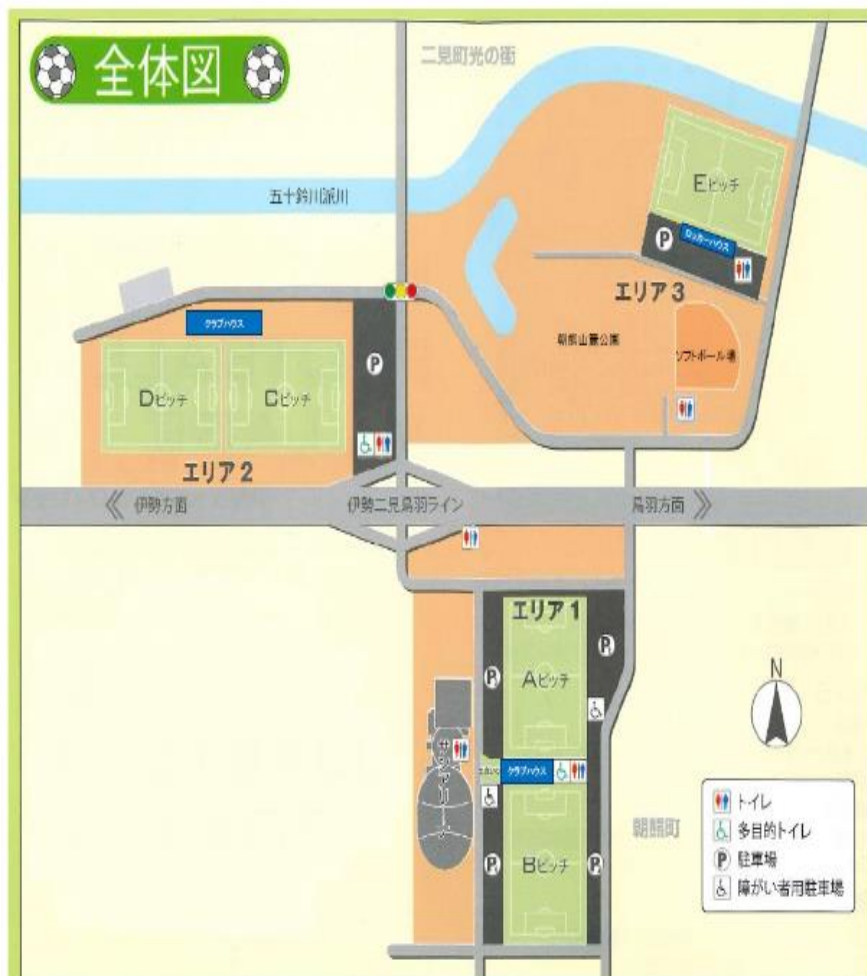 全体図
二見町光の街
五十鈴川派川
Eピッチ
P
ロッカーハウス
エリア3
クラブハウス
朝熊山麓公園
ソフトボール場
P
Dピッチ
Cピッチ
エリア2
伊勢方面
伊勢二見鳥羽ライン
鳥羽方面
エリア1
P
P
Aピッチ
N
サンアリーナ
クラブハウス
朝熊町
P
Bピッチ
P
トイレ
多目的トイレ
P 駐車場
障がい者用駐車場